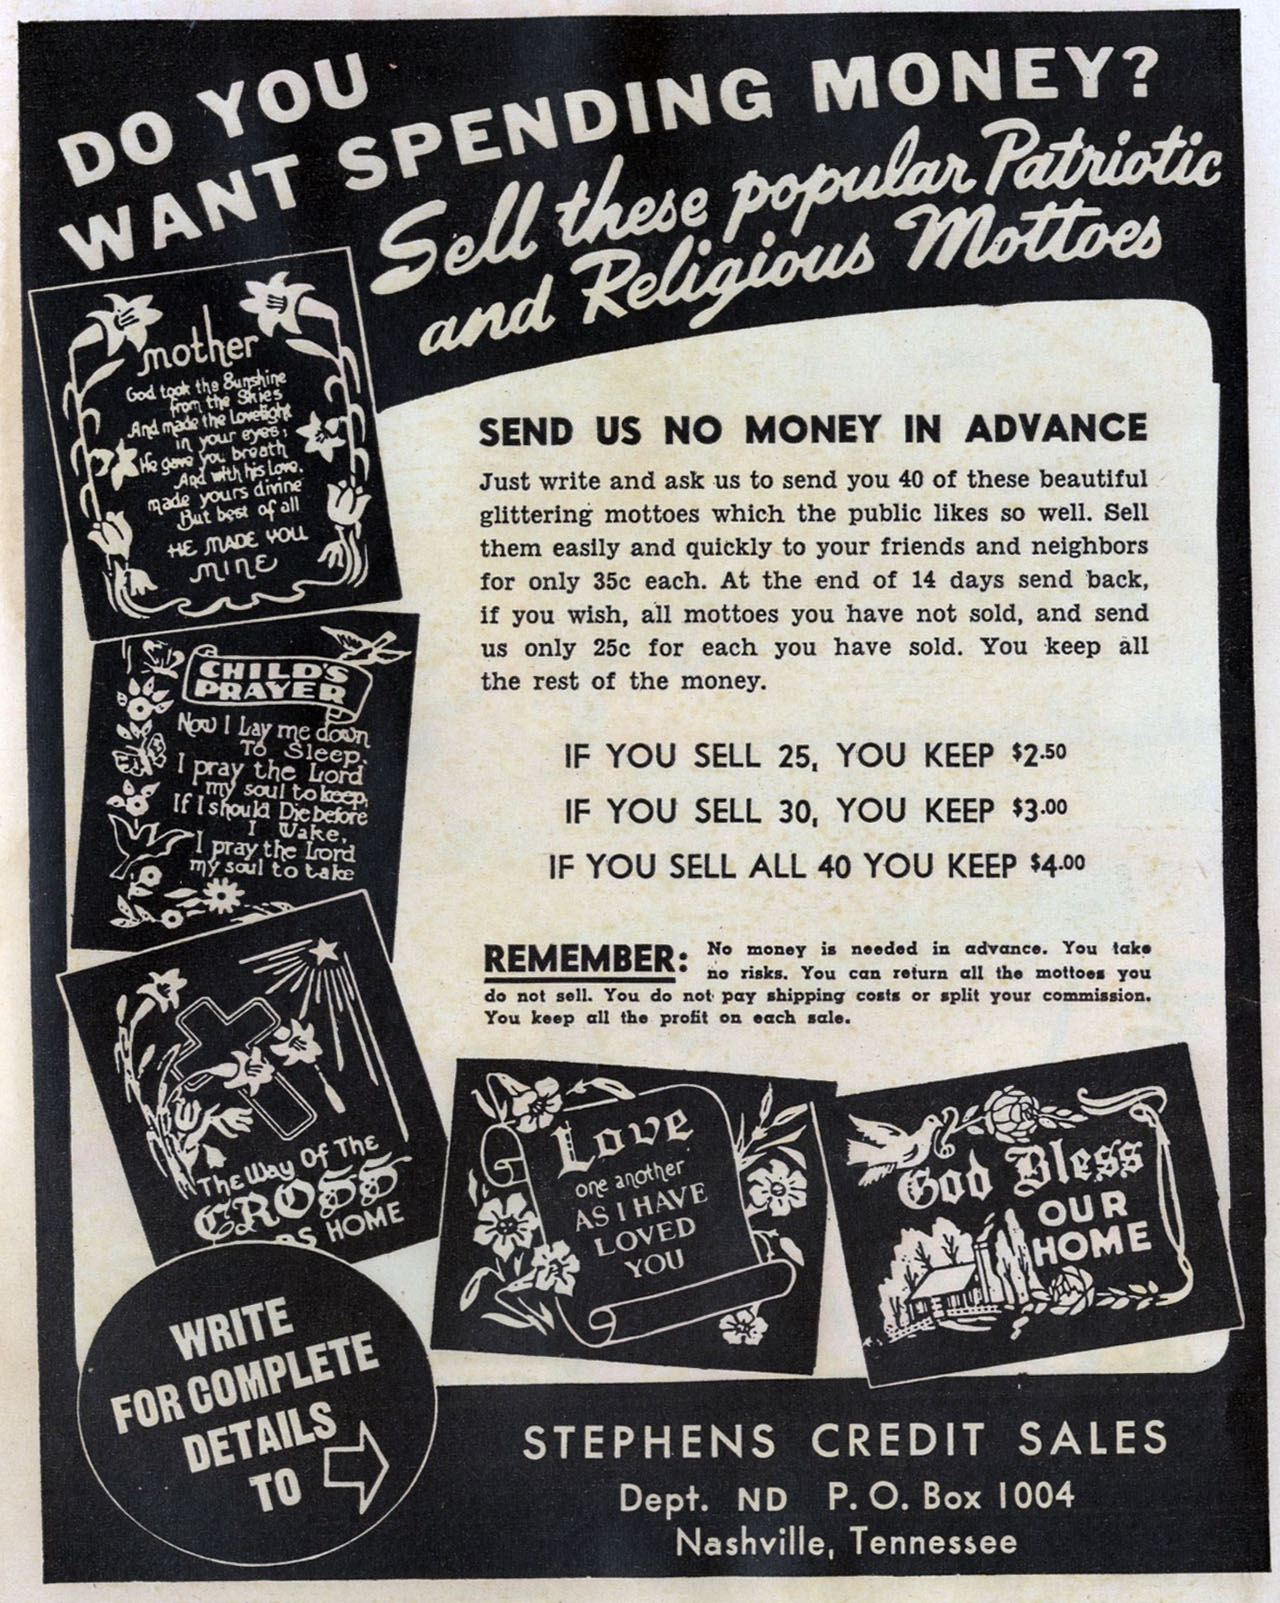 DO YOU
WANT SPENDING MONEY?
Sell these popular Patriotic
and Religious Mottoes
mother
God took the Sunshine
from the Skies
And made the Lovelight
in your eyes;
He gave you breath
And with his Love,
made yours divine
But best of all
HE MADE YOU
MINE
CHILD'S
PRAYER
Now I Lay me down
To Sleep,
I pray the Lord
my soul to keep,
If I should Die before
I Wake,
I pray the Lord
my soul to take
The Way Of The
CROSS
DS HOME
SEND US NO MONEY IN ADVANCE
Just write and ask us to send you 40 of these beautiful
glittering mottoes which the public likes so well. Sell
them easily and quickly to your friends and neighbors
for only 35c each. At the end of 14 days send back,
if you wish, all mottoes you have not sold, and send
us only 25c for each you have sold. You keep all
the rest of the money.
IF YOU SELL 25, YOU KEEP $2.50
IF YOU SELL 30, YOU KEEP $3.00
IF YOU SELL ALL 40 YOU KEEP $4.00
REMEMBER: No money is needed in advance. You take
no risks. You can return all the mottoes you
do not sell. You do not pay shipping costs or split your commission.
You keep all the profit on each sale.
Love
one another
AS I HAVE
LOVED
YOU
God Bless
OUR
HOME
WRITE
FOR COMPLETE
DETAILS
TO
STEPHENS CREDIT SALES
Dept. ND P. O. Box 1004
Nashville, Tennessee